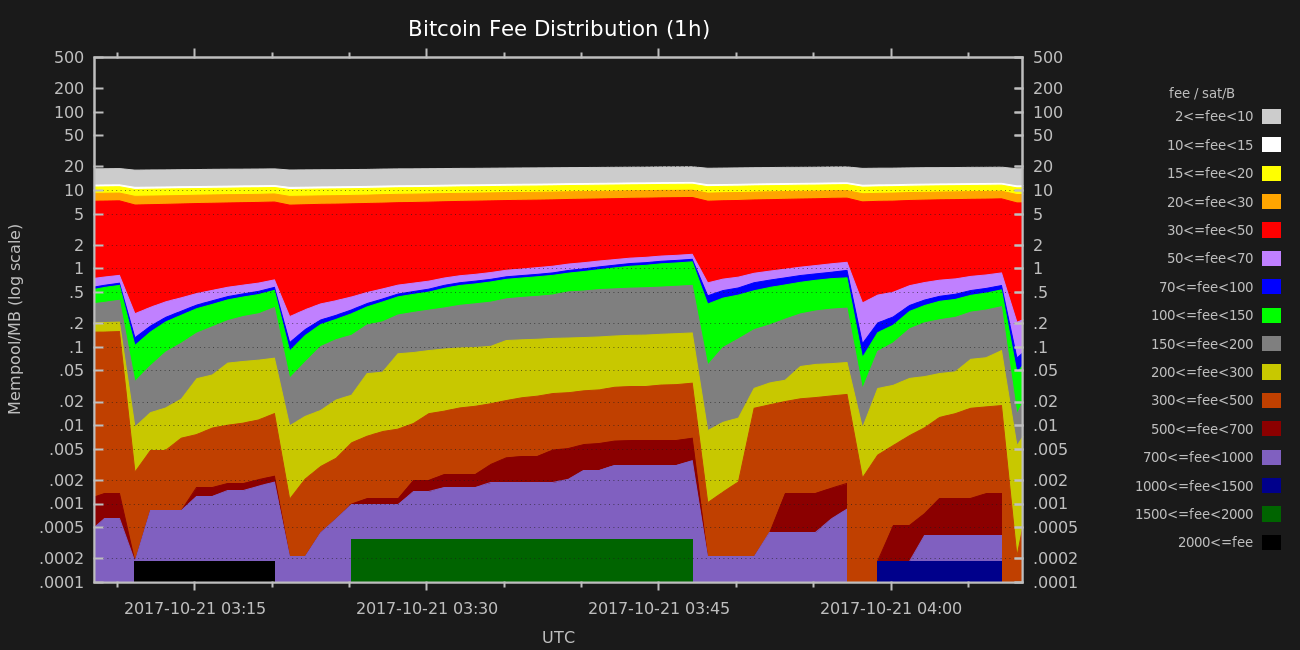 Bitcoin Fee Distribution (1h)
500 500
200 200
100 100
50 50
20 20
10 10
5 5
2 2
1 1
.5 .5
.2 .2
.1 .1
.05 .05
.02 .02
.01 .01
.005 .005
.002 .002
.001 .001
.0005 .0005
.0002 .0002
.0001 .0001
Mempool/MB (log scale)
2017-10-21 03:15 2017-10-21 03:30 2017-10-21 03:45 2017-10-21 04:00
UTC
fee / sat/B
2<=fee<10
10<=fee<15
15<=fee<20
20<=fee<30
30<=fee<50
50<=fee<70
70<=fee<100
100<=fee<150
150<=fee<200
200<=fee<300
300<=fee<500
500<=fee<700
700<=fee<1000
1000<=fee<1500
1500<=fee<2000
2000<=fee